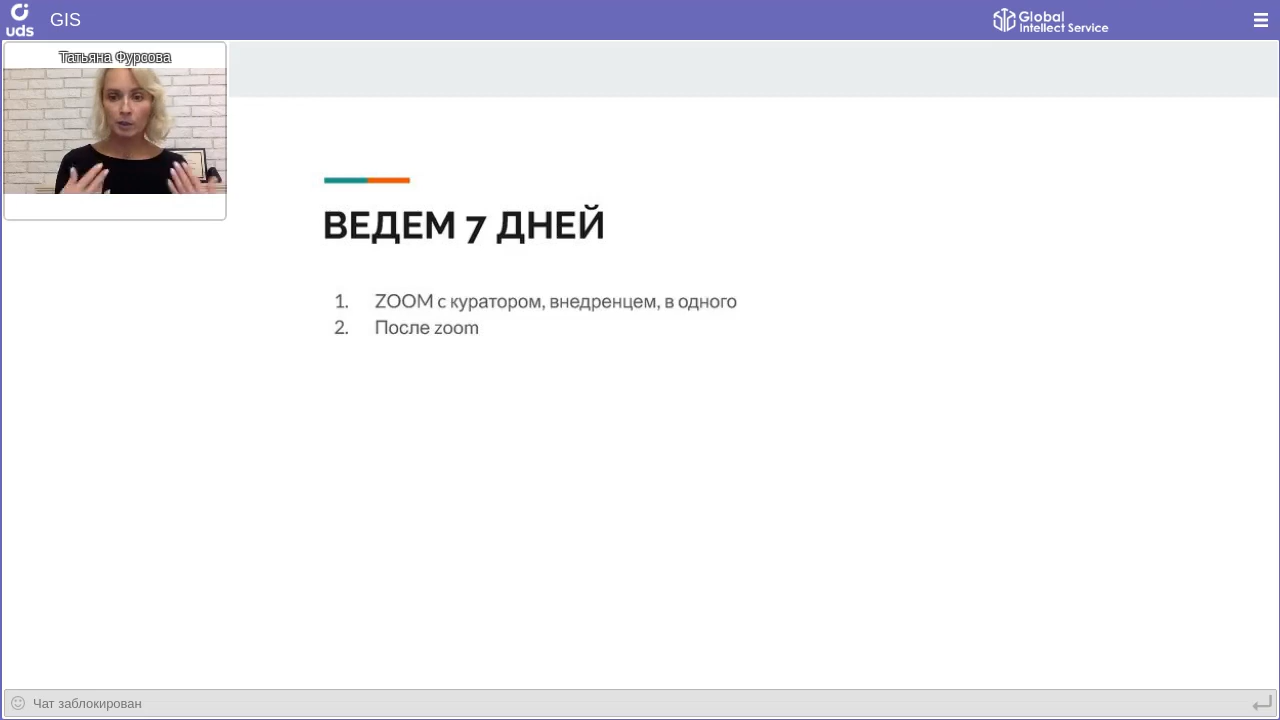 uds
GIS
Global
Intellect Service
Татьяна Фурсова
ВЕДЕМ 7 ДНЕЙ
1. ZOOM с куратором, внедренцем, в одного
2. После zoom
Чат заблокирован